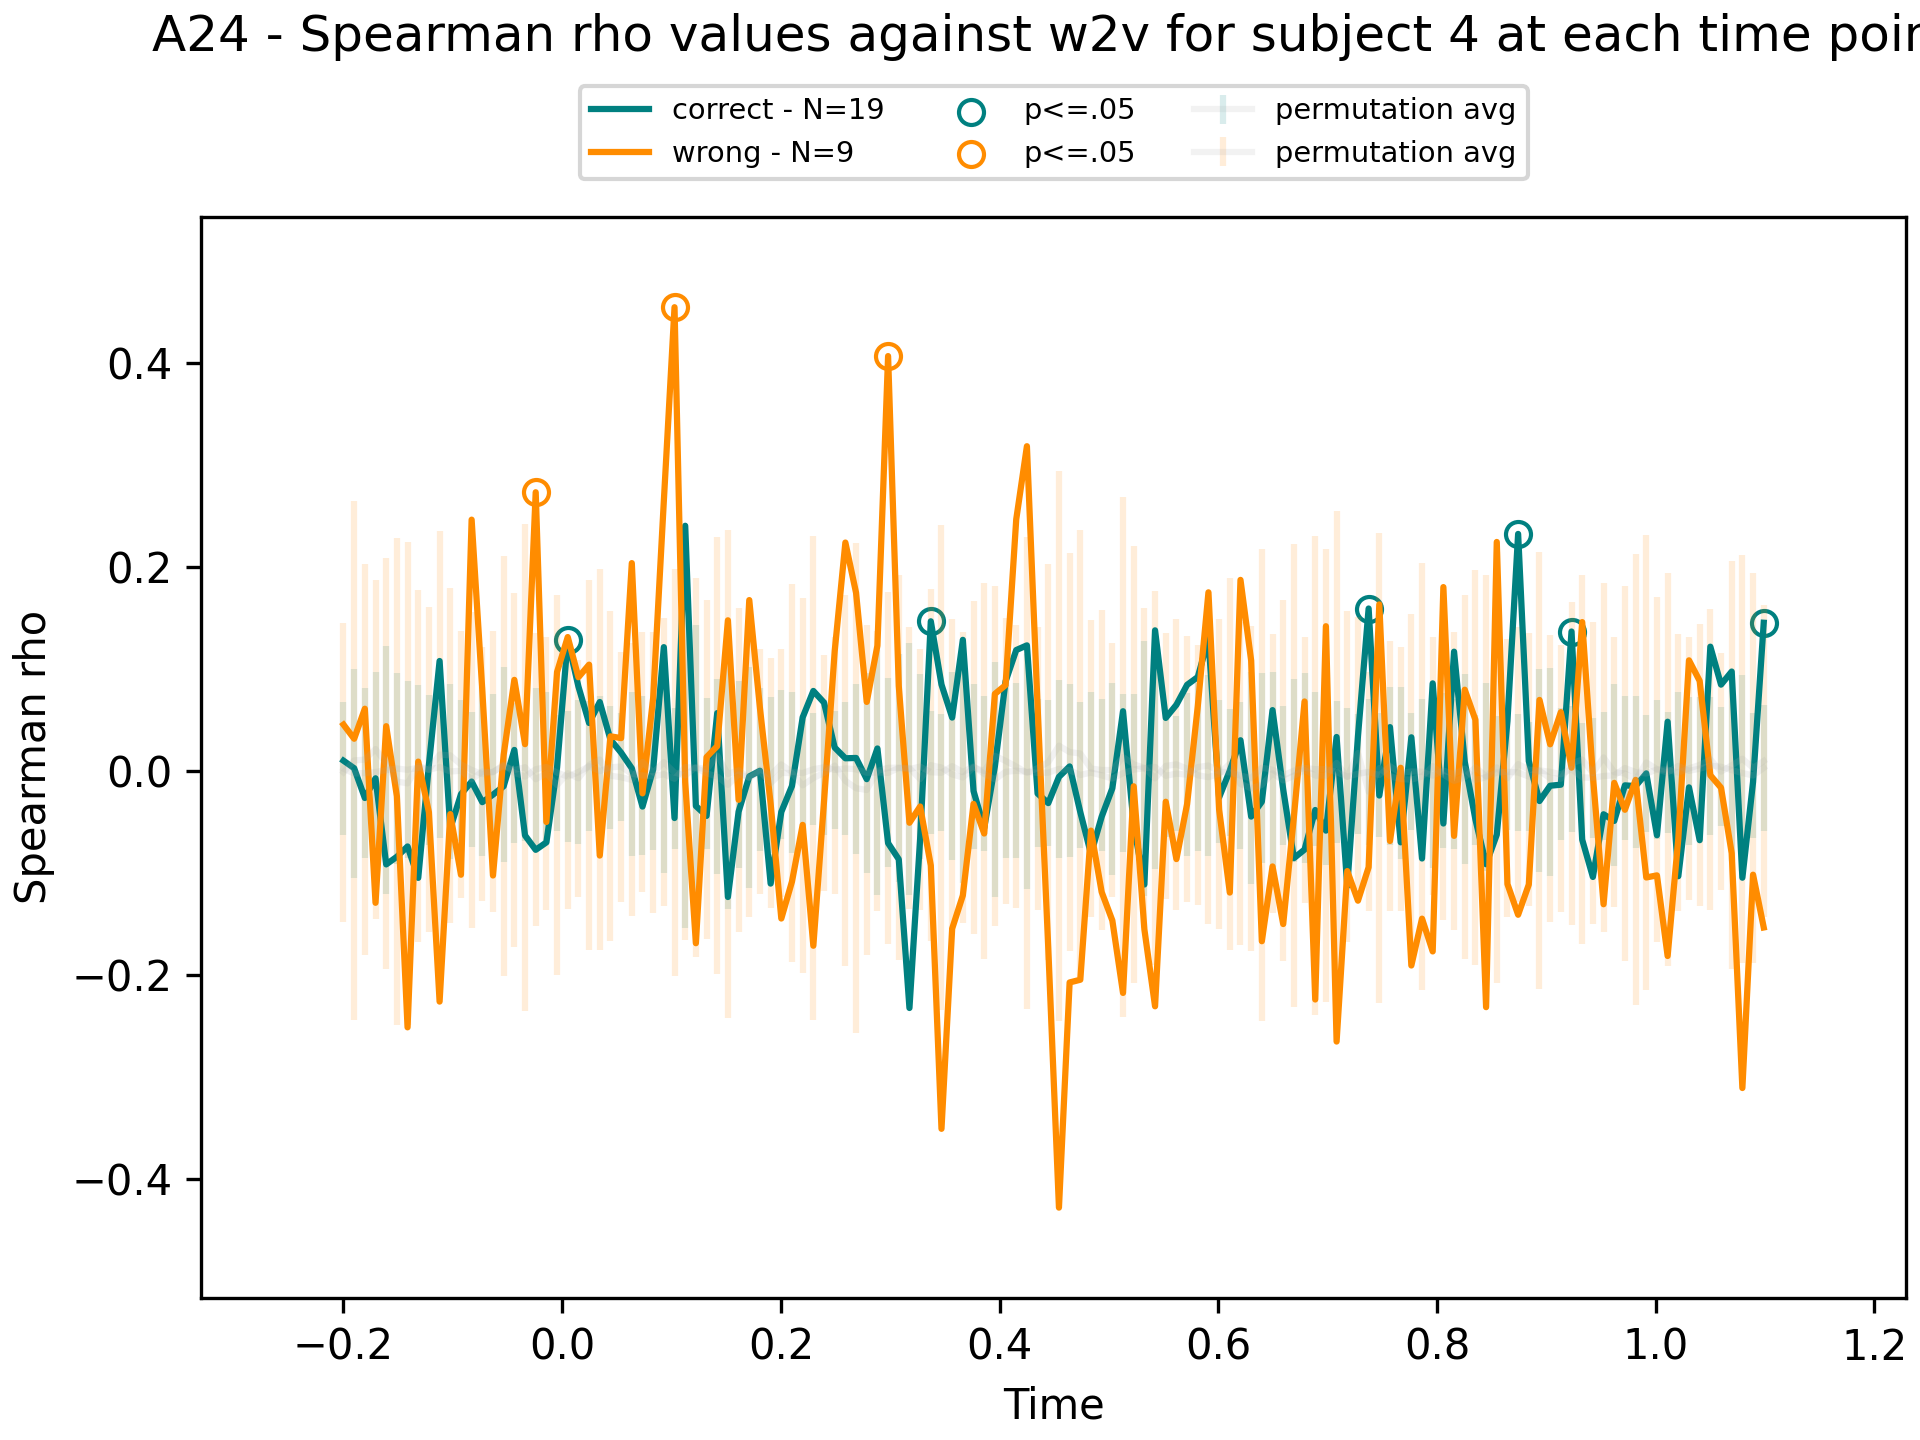 A24 - Spearman rho values against w2v for subject 4 at each time poin
correct - N=19
wrong - N=9
p<=.05
p<=.05
permutation avg
permutation avg
Spearman rho
0.4
0.2
0.0
−0.2
−0.4
−0.2 0.0 0.2 0.4 0.6 0.8 1.0 1.2
Time